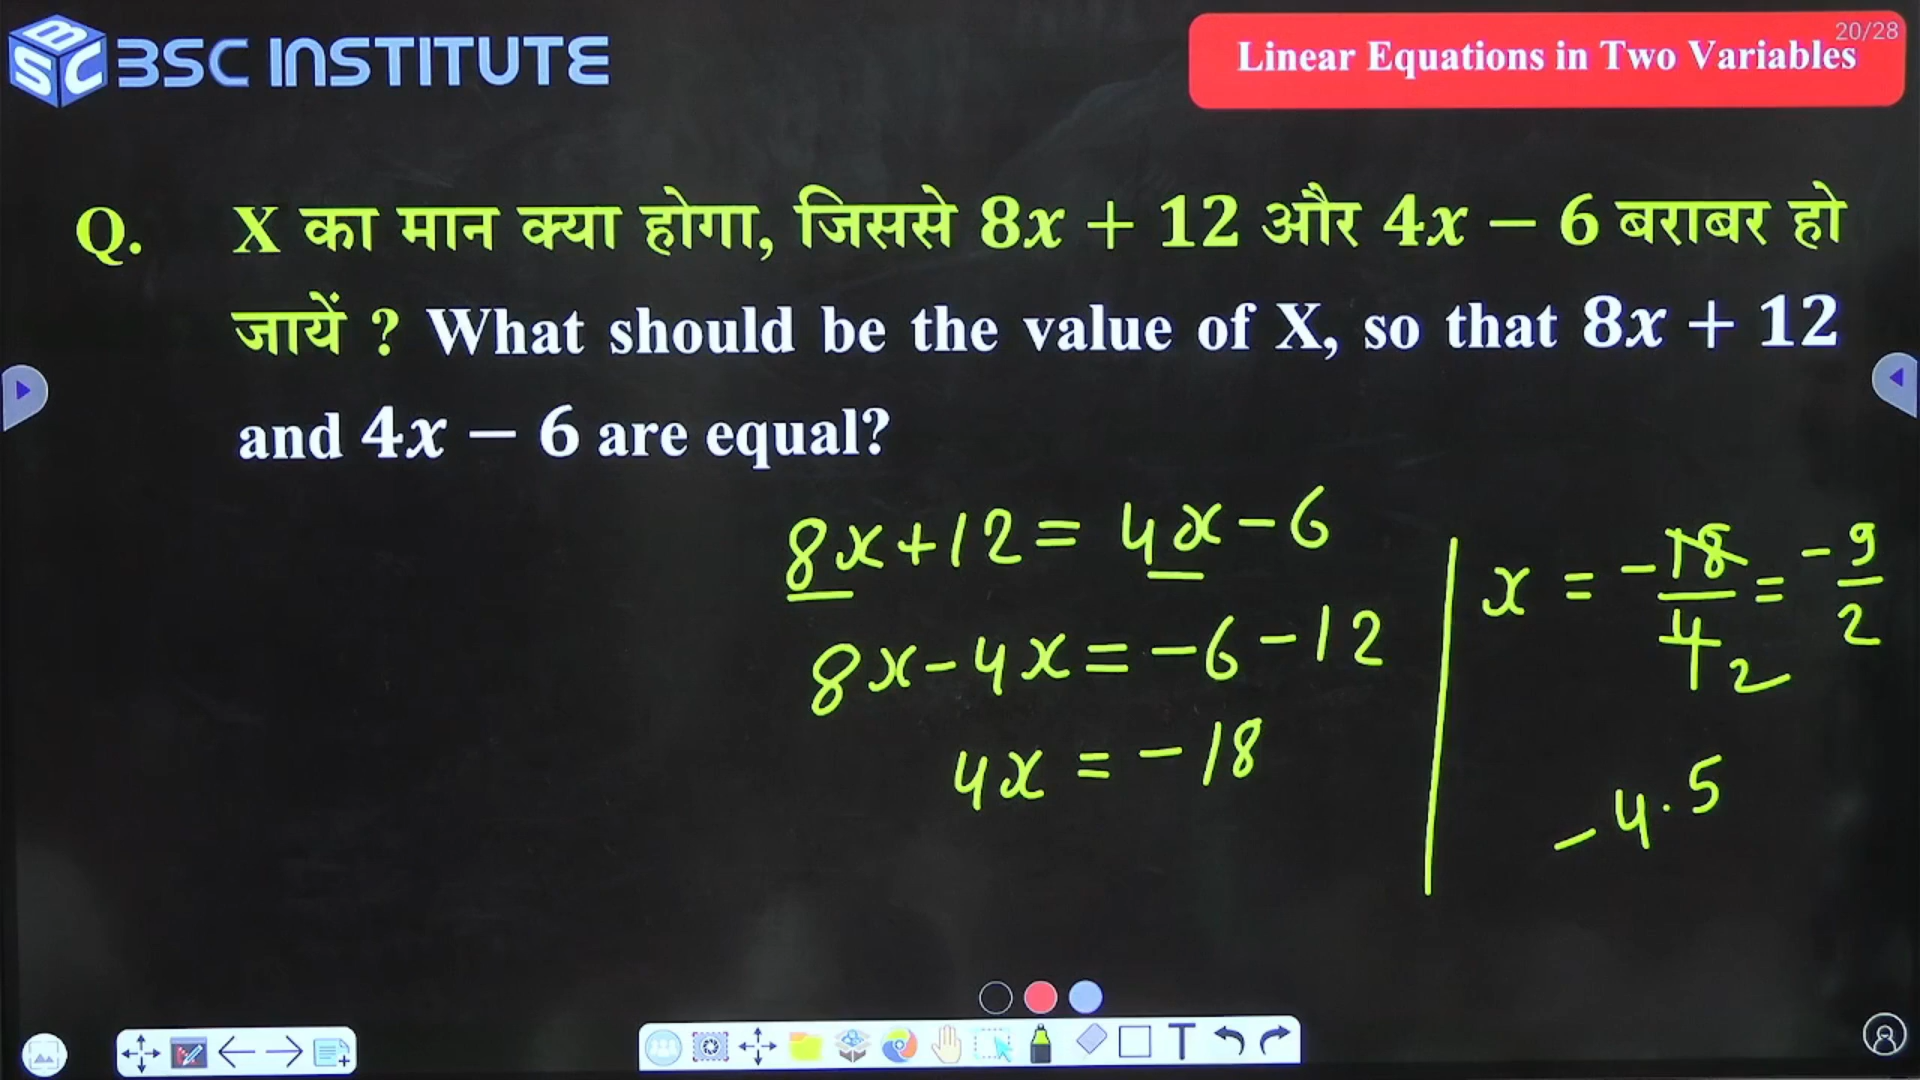 BSC INSTITUTE
20/28
Linear Equations in Two Variables
Q. X का मान क्या होगा, जिससे 8x + 12 और 4x − 6 बराबर हो
जायें ? What should be the value of X, so that 8x + 12
and 4x − 6 are equal?
8x+12 = 4x-6
8x-4x = -6-12
4x = -18
x = -18/4 2 = -9/2
-4.5